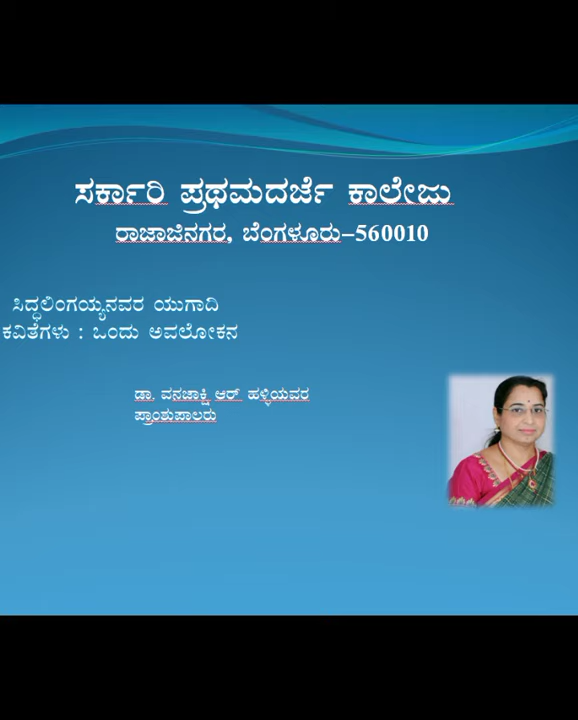 ಸರ್ಕಾರಿ ಪ್ರಥಮದರ್ಜೆ ಕಾಲೇಜು
ರಾಜಾಜಿನಗರ, ಬೆಂಗಳೂರು–560010
ಸಿದ್ಧಲಿಂಗಯ್ಯನವರ ಯುಗಾದಿ
ಕವಿತೆಗಳು : ಒಂದು ಅವಲೋಕನ
ಡಾ. ವನಜಾಕ್ಷಿ ಆರ್ ಹಳ್ಳಿಯವರ
ಪ್ರಾಂಶುಪಾಲರು